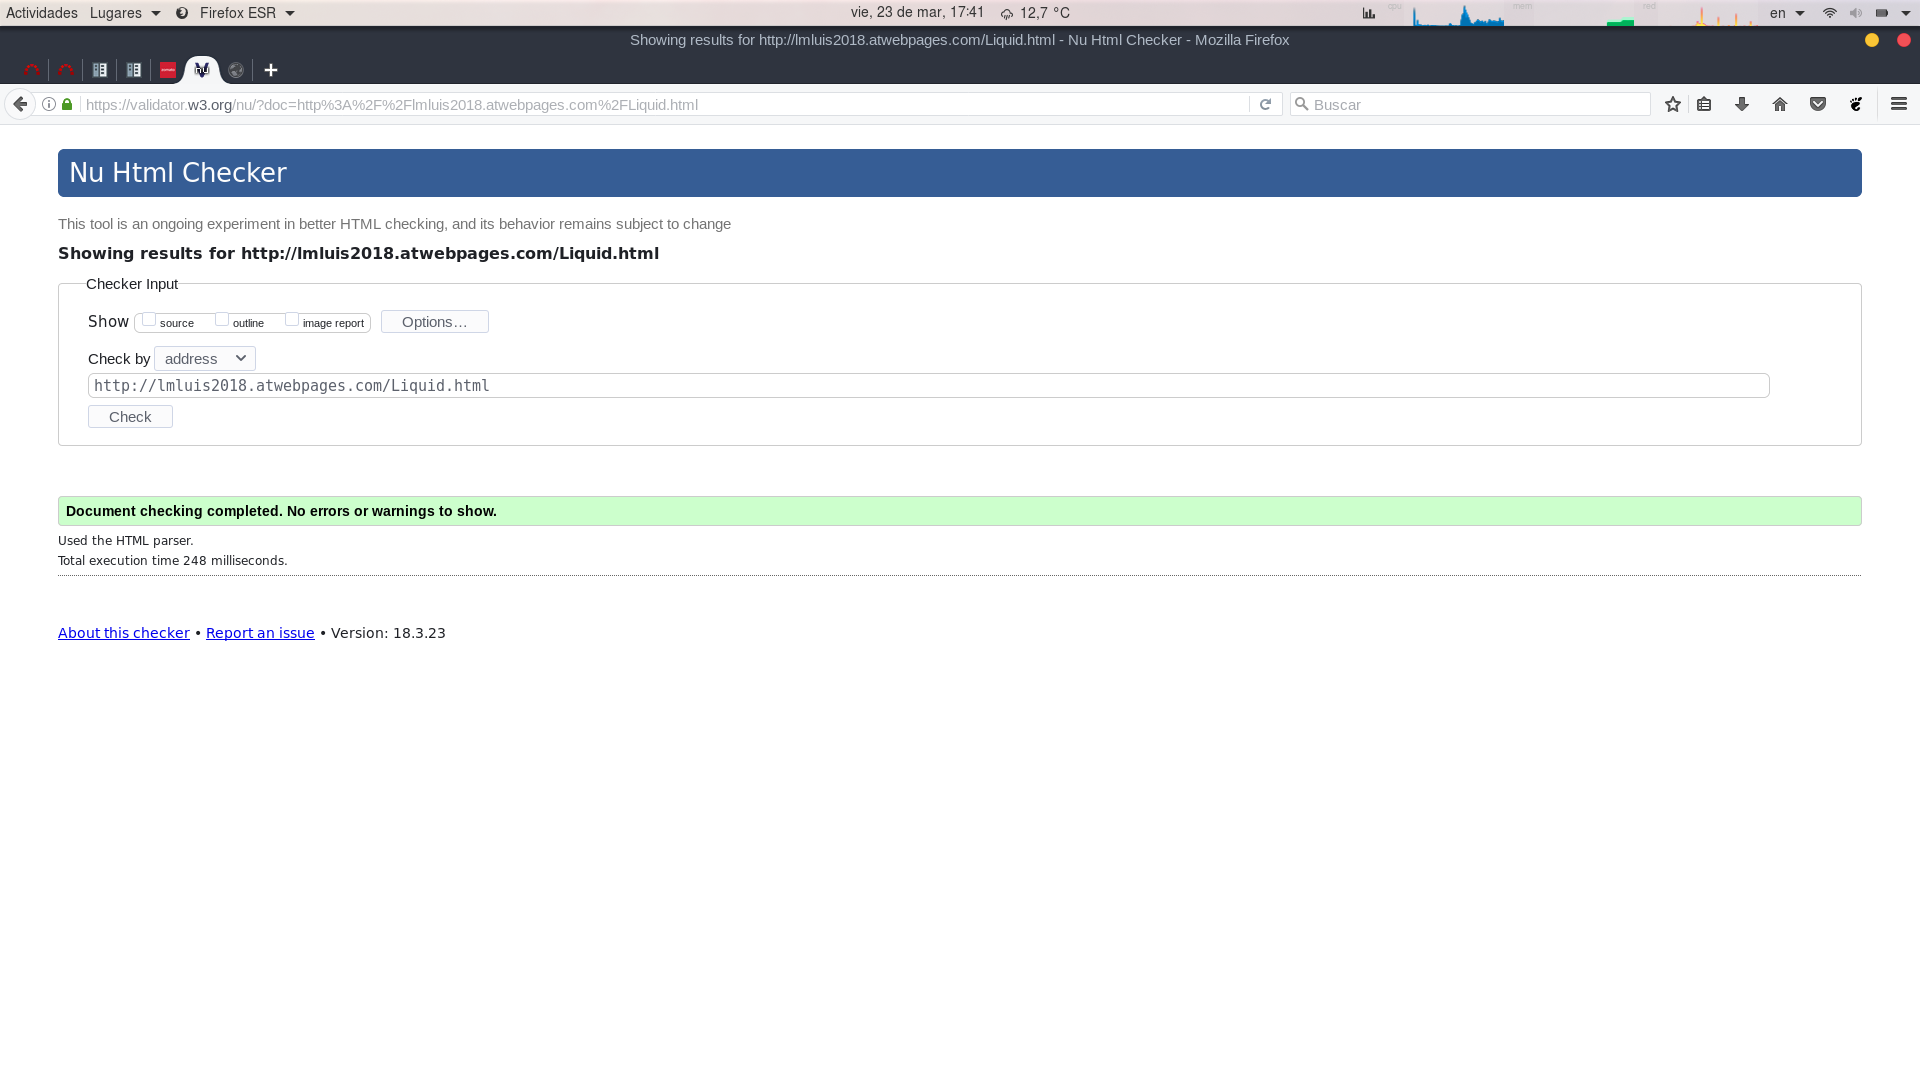 Actividades Lugares Firefox ESR vie, 23 de mar, 17:41 12,7 °C cpu mem red en
Showing results for http://lmluis2018.atwebpages.com/Liquid.html - Nu Html Checker - Mozilla Firefox
nu
https://validator.w3.org/nu/?doc=http%3A%2F%2Flmluis2018.atwebpages.com%2FLiquid.html Buscar
Nu Html Checker
This tool is an ongoing experiment in better HTML checking, and its behavior remains subject to change
Showing results for http://lmluis2018.atwebpages.com/Liquid.html
Checker Input
Show source outline image report Options...
Check by address
http://lmluis2018.atwebpages.com/Liquid.html
Check
Document checking completed. No errors or warnings to show.
Used the HTML parser.
Total execution time 248 milliseconds.
About this checker • Report an issue • Version: 18.3.23